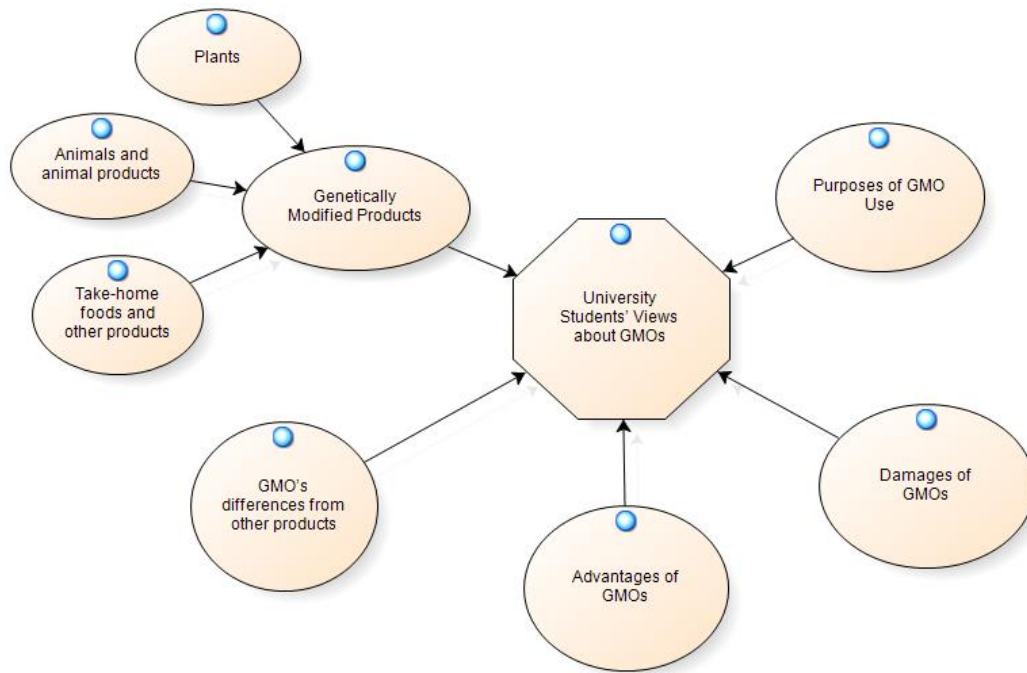 Plants
Animals and
animal products
Genetically
Modified Products
Purposes of GMO
Use
Take-home
foods and
other products
University
Students’ Views
about GMOs
GMO’s
differences from
other products
Damages of
GMOs
Advantages of
GMOs